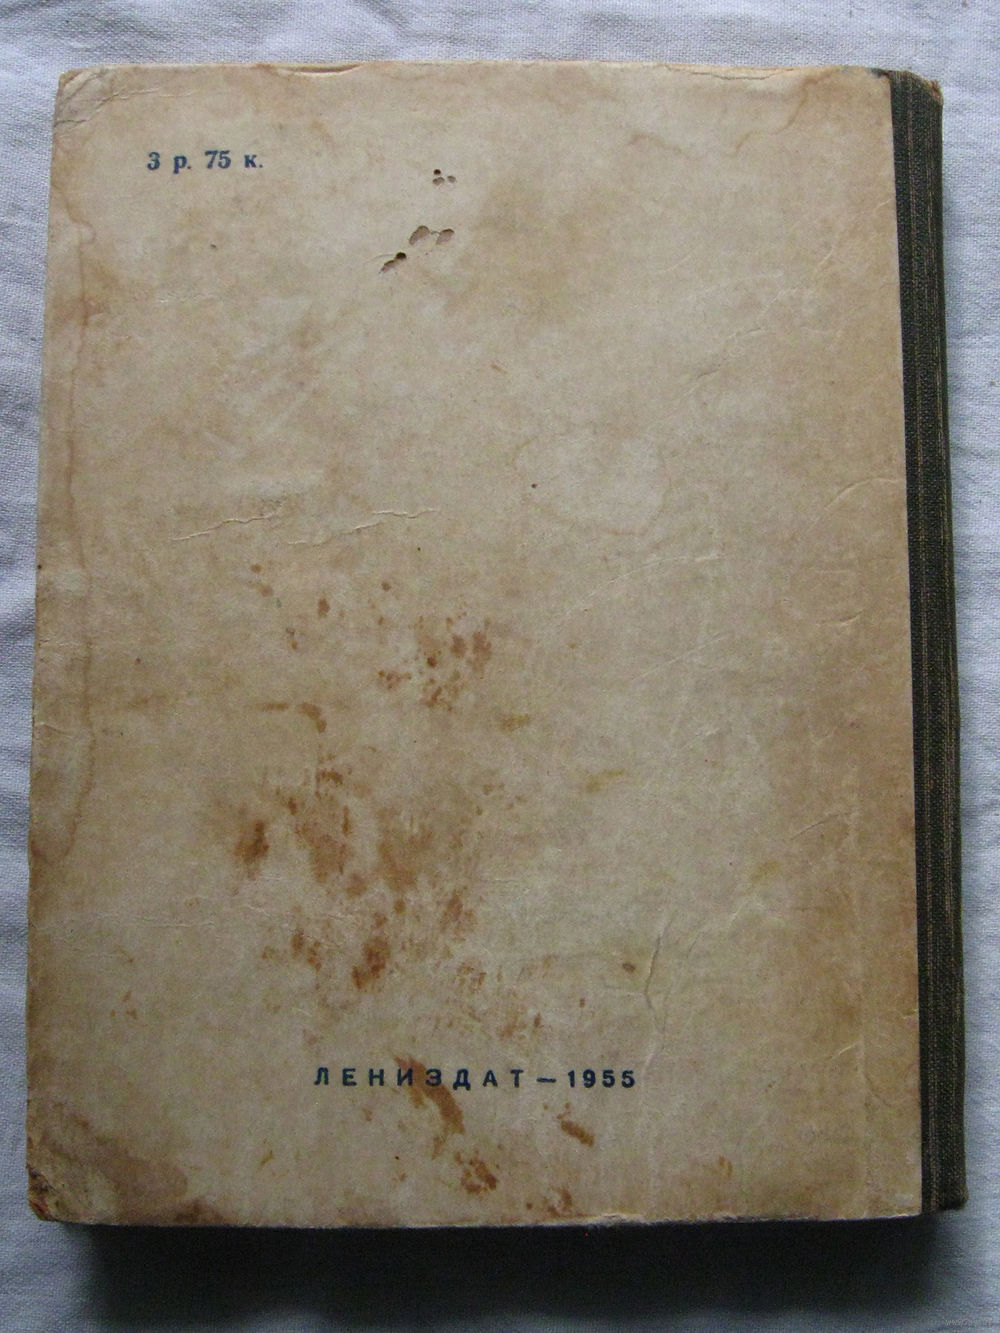 3 р. 75 к.
ЛЕНИЗДАТ — 1955